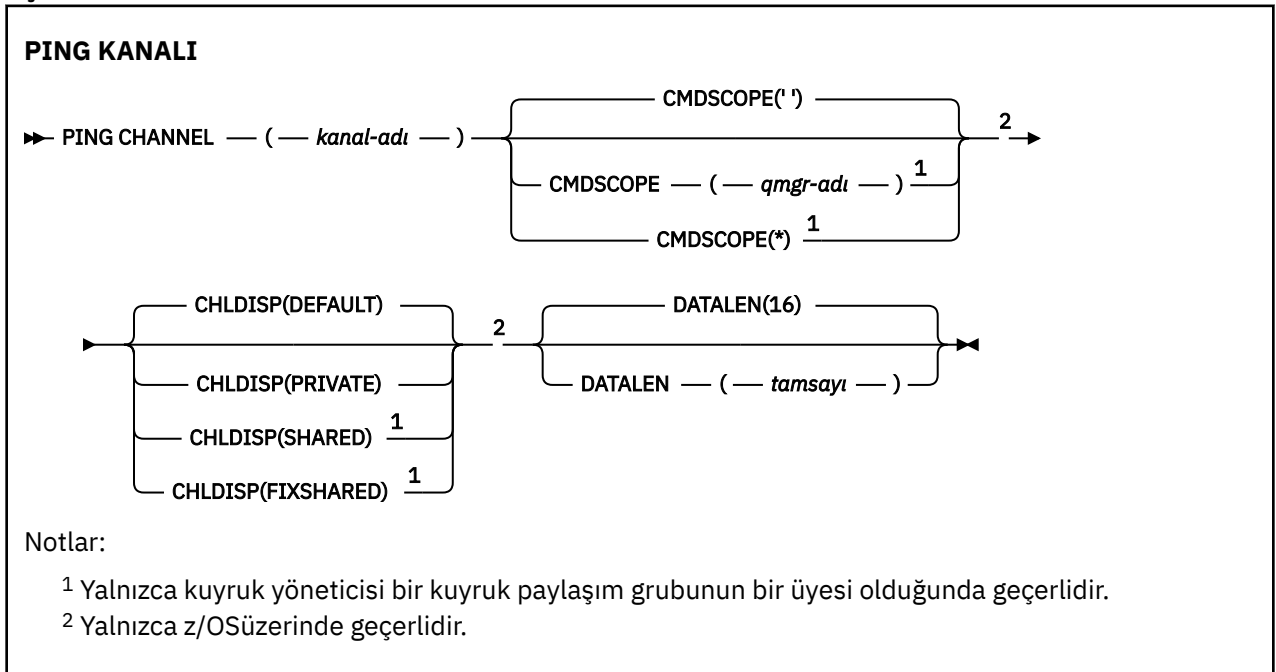 PING KANALI
CMDSCOPE(' ')
PING CHANNEL ( kanal-adı ) 2
CMDSCOPE ( qmgr-adı ) 1
CMDSCOPE(*) 1
CHLDISP(DEFAULT) DATALEN(16)
2
CHLDISP(PRIVATE) DATALEN ( tamsayı )
CHLDISP(SHARED) 1
CHLDISP(FIXSHARED) 1
Notlar:
1 Yalnızca kuyruk yöneticisi bir kuyruk paylaşım grubunun bir üyesi olduğunda geçerlidir.
2 Yalnızca z/OSüzerinde geçerlidir.